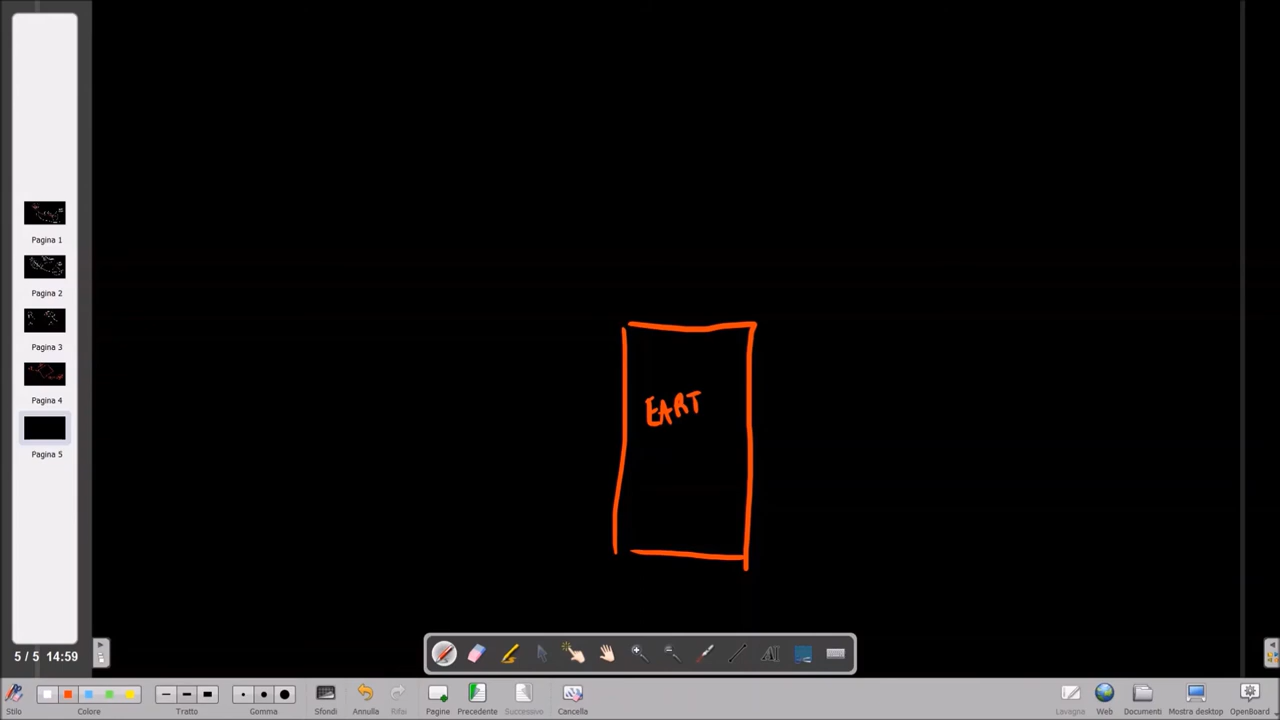 Pagina 1
Pagina 2
Pagina 3
Pagina 4
Pagina 5
EART
5 / 5 14:59
Stilo
Colore
Tratto
Gomma
Sfondi
Annulla
Rifai
Pagine
Precedente
Successivo
Cancella
Lavagna
Web
Documenti
Mostra desktop
OpenBoard